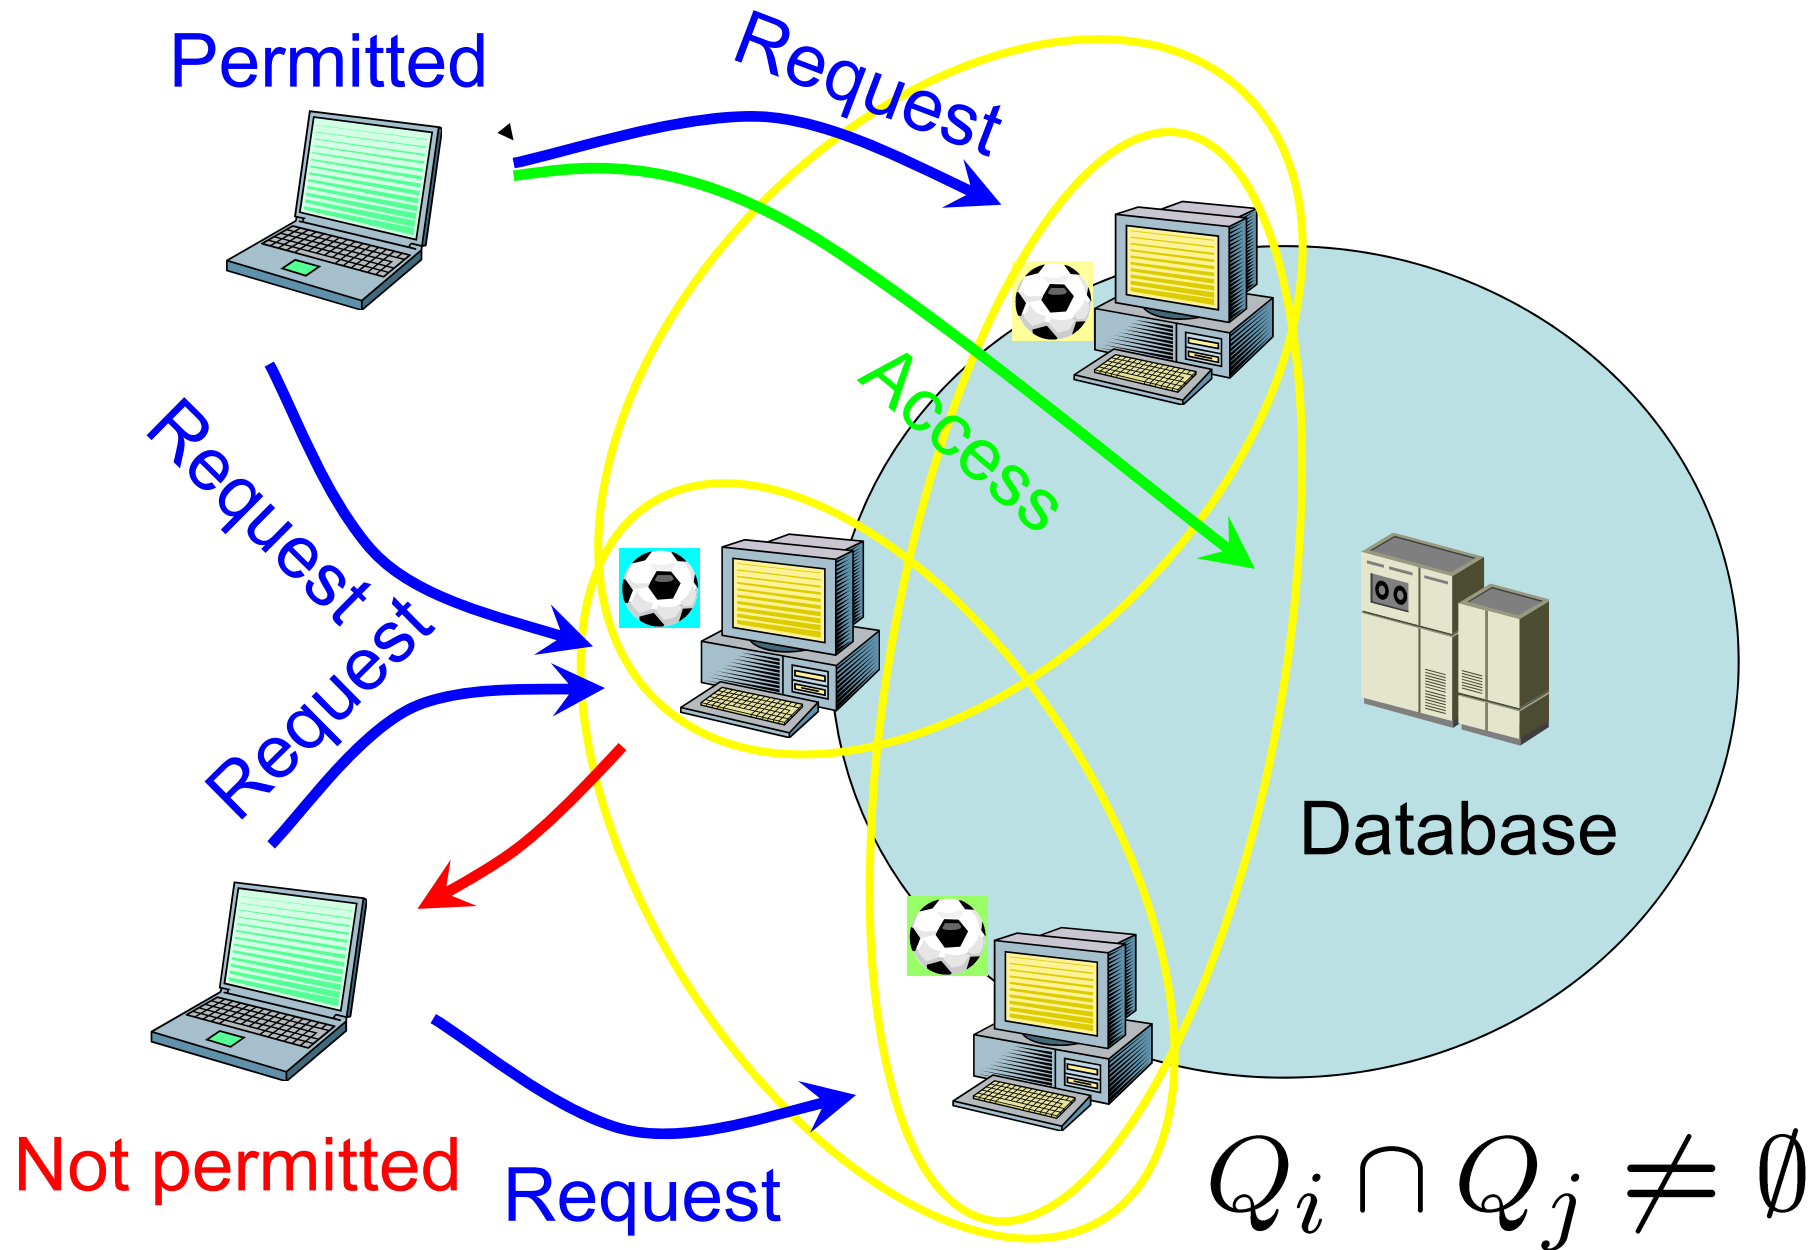 Permitted
Request
Access
Request
Request
Database
Not permitted
Request
Q_i ∩ Q_j ≠ ∅